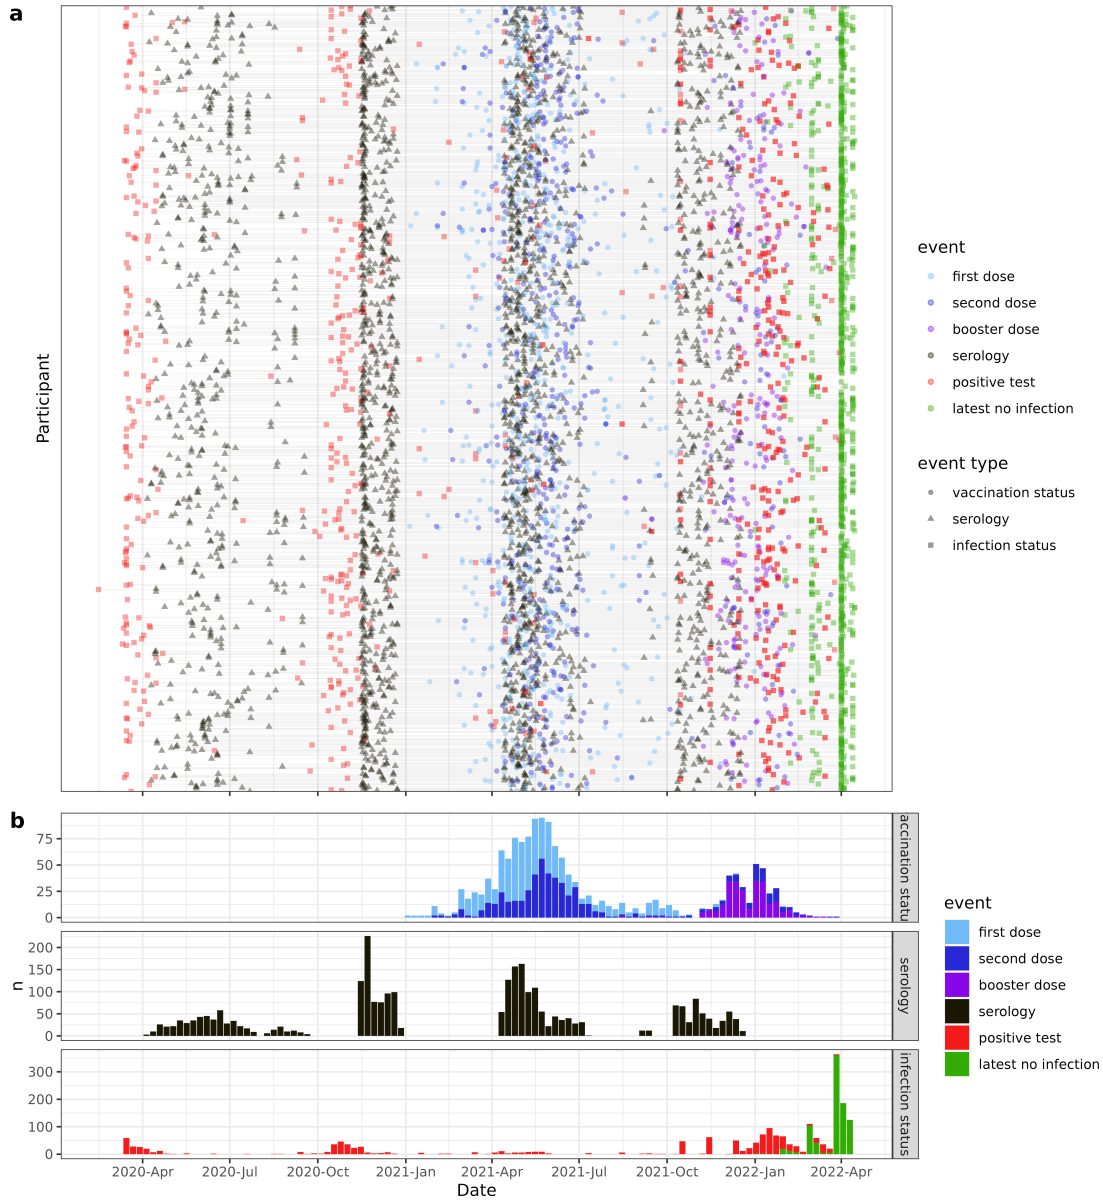 a
Participant
event
first dose
second dose
booster dose
serology
positive test
latest no infection
event type
vaccination status
serology
infection status
b
75
50
25
0
accination statu
200
150
100
50
0
serology
n
300
200
100
0
infection status
2020-Apr 2020-Jul 2020-Oct 2021-Jan 2021-Apr 2021-Jul 2021-Oct 2022-Jan 2022-Apr
Date
event
first dose
second dose
booster dose
serology
positive test
latest no infection